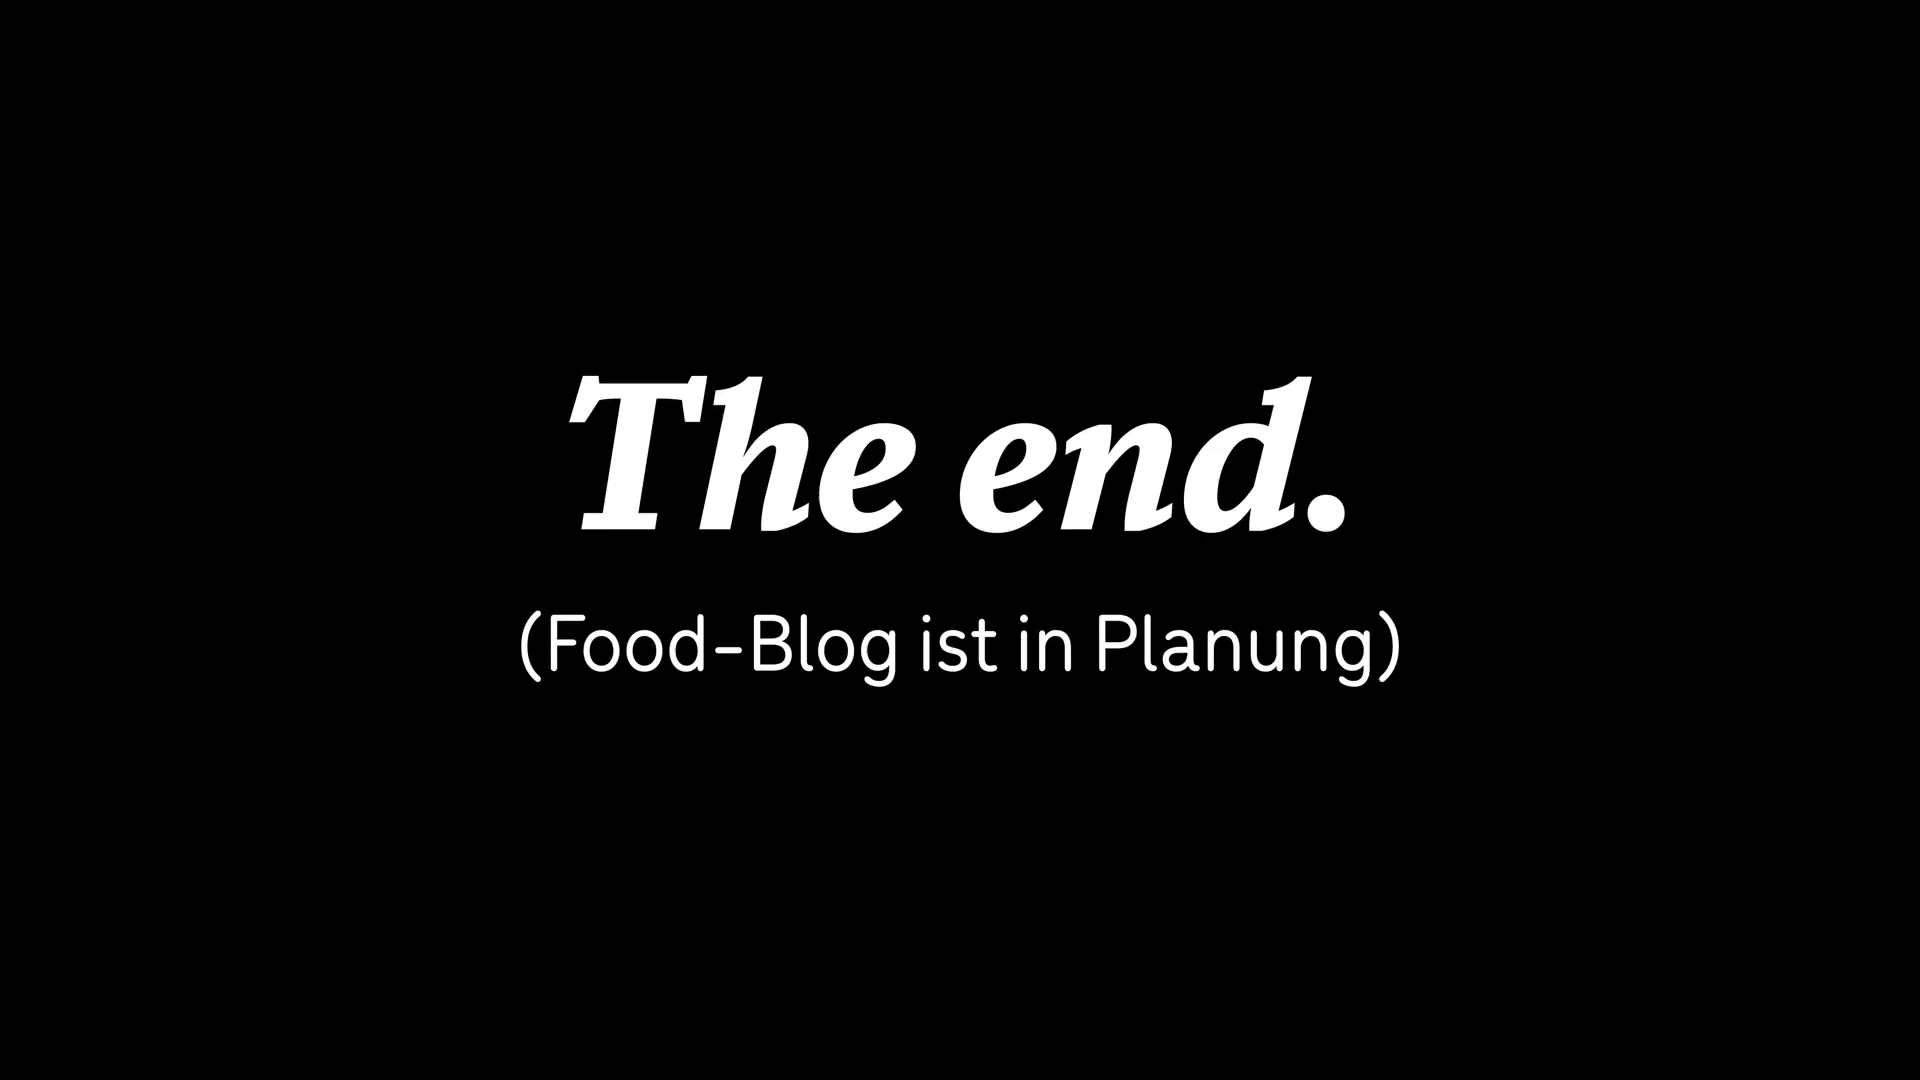 The end.
(Food-Blog ist in Planung)